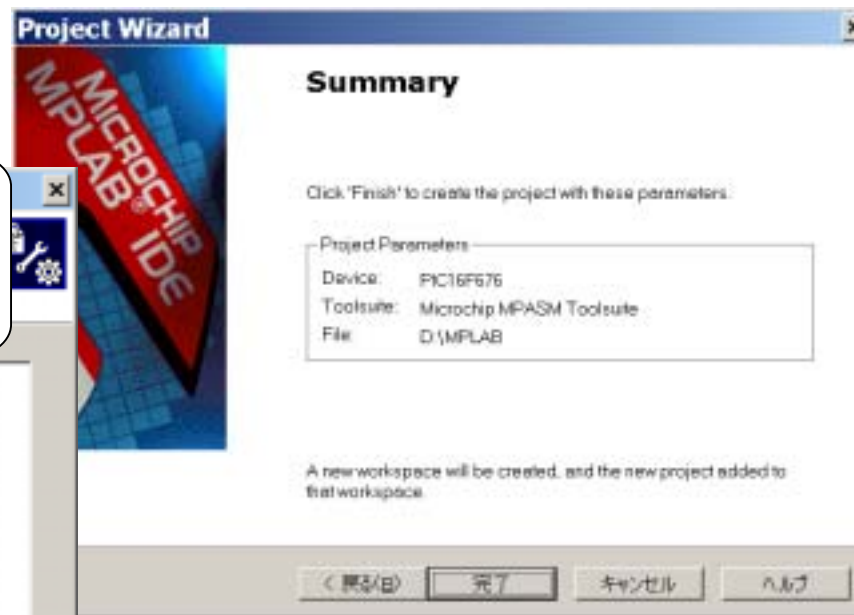 Project Wizard
MICROCHIP
MPLAB® IDE
Summary
Click 'Finish' to create the project with these parameters.
Project Parameters
Device: PIC16F676
Toolsuite: Microchip MPASM Toolsuite
File: D:\MPLAB
A new workspace will be created, and the new project added to
that workspace.
< 戻る(B) 完了 キャンセル ヘルプ